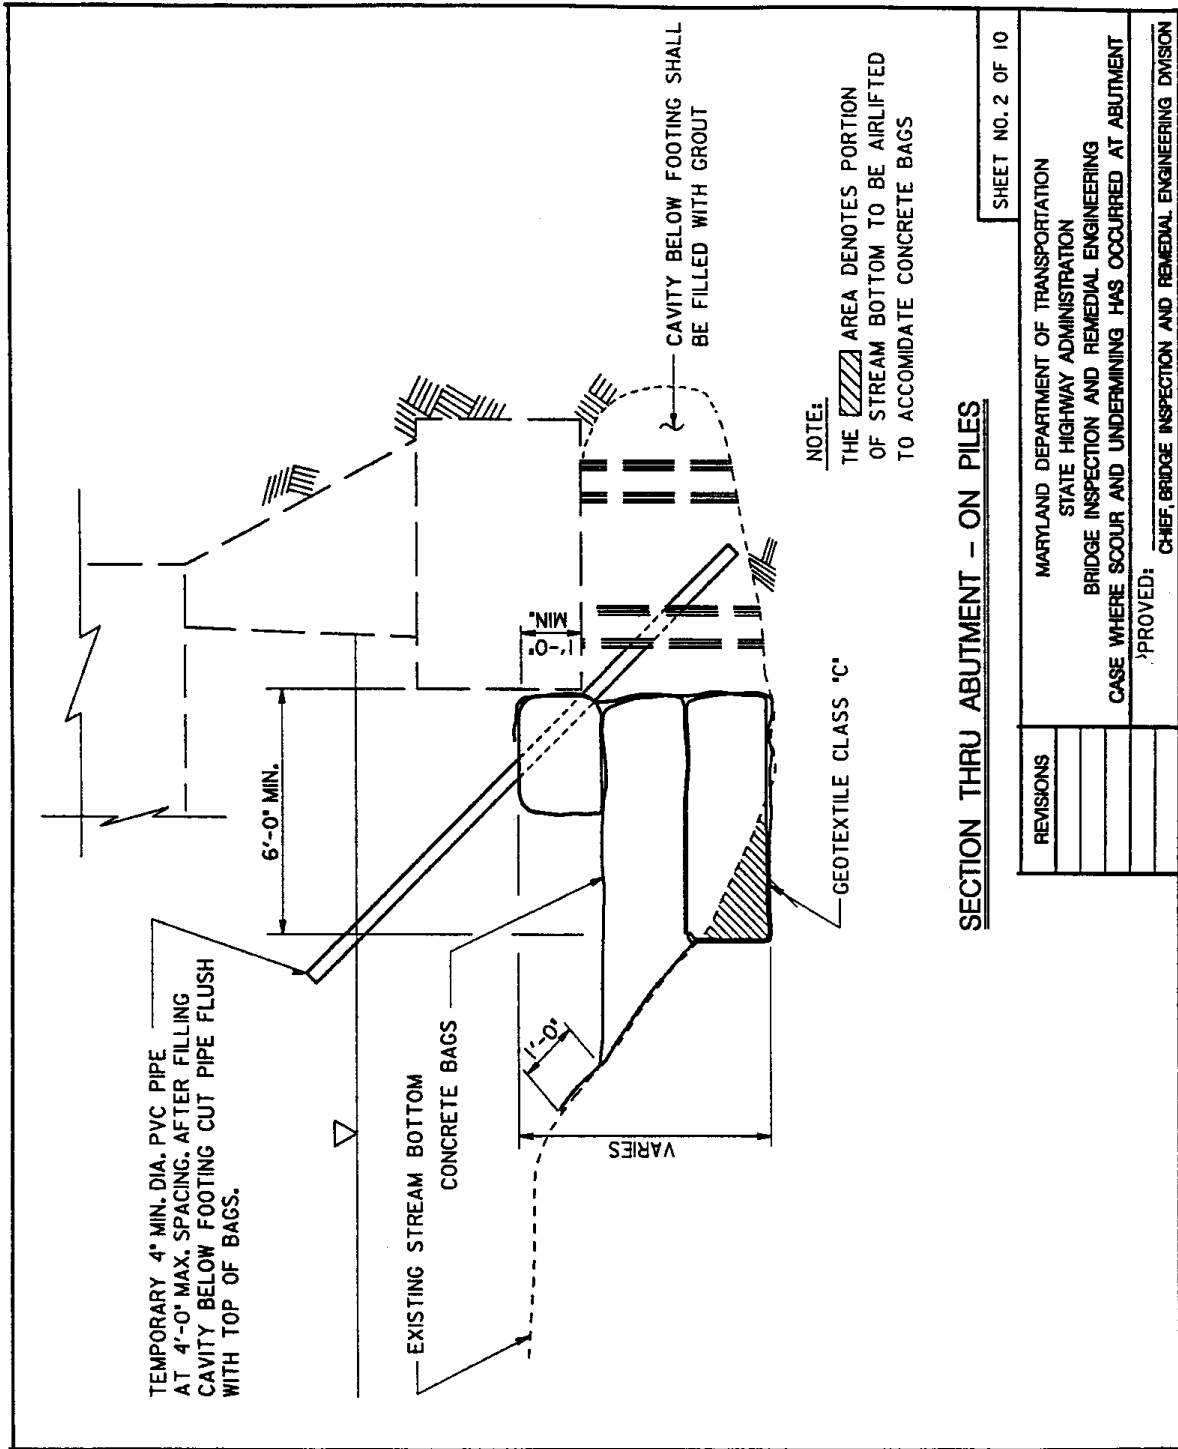 TEMPORARY 4" MIN. DIA. PVC PIPE
AT 4'-0" MAX. SPACING. AFTER FILLING
CAVITY BELOW FOOTING CUT PIPE FLUSH
WITH TOP OF BAGS.
6'-0" MIN.
EXISTING STREAM BOTTOM
CONCRETE BAGS
1'-0"
VARIES
1'-0"
MIN.
GEOTEXTILE CLASS "C"
CAVITY BELOW FOOTING SHALL
BE FILLED WITH GROUT
NOTE:
THE AREA DENOTES PORTION
OF STREAM BOTTOM TO BE AIRLIFTED
TO ACCOMIDATE CONCRETE BAGS
SECTION THRU ABUTMENT - ON PILES
SHEET NO. 2 OF 10
REVISIONS
MARYLAND DEPARTMENT OF TRANSPORTATION
STATE HIGHWAY ADMINISTRATION
BRIDGE INSPECTION AND REMEDIAL ENGINEERING
CASE WHERE SCOUR AND UNDERMINING HAS OCCURRED AT ABUTMENT
PROVED:
CHIEF, BRIDGE INSPECTION AND REMEDIAL ENGINEERING DIVISION